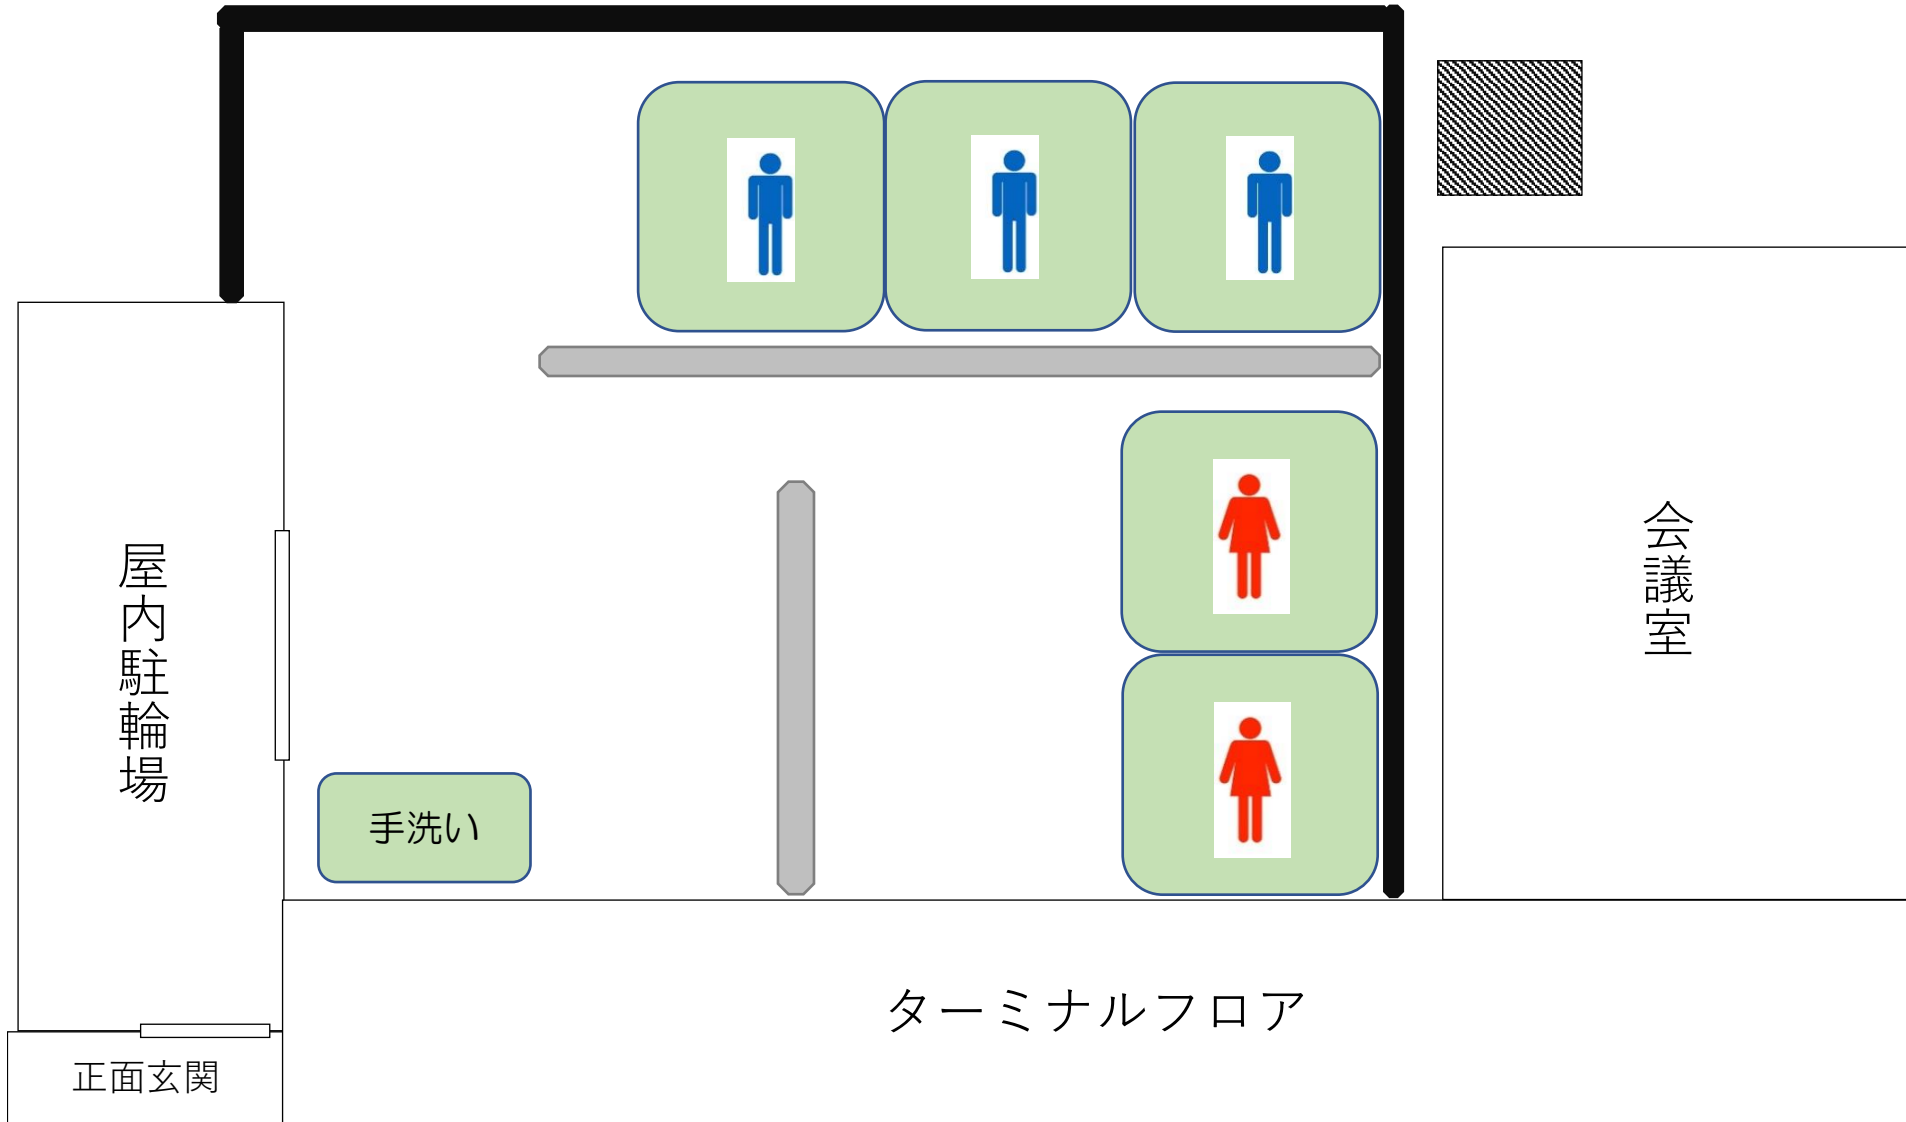 屋内駐輪場
会議室
手洗い
ターミナルフロア
正面玄関